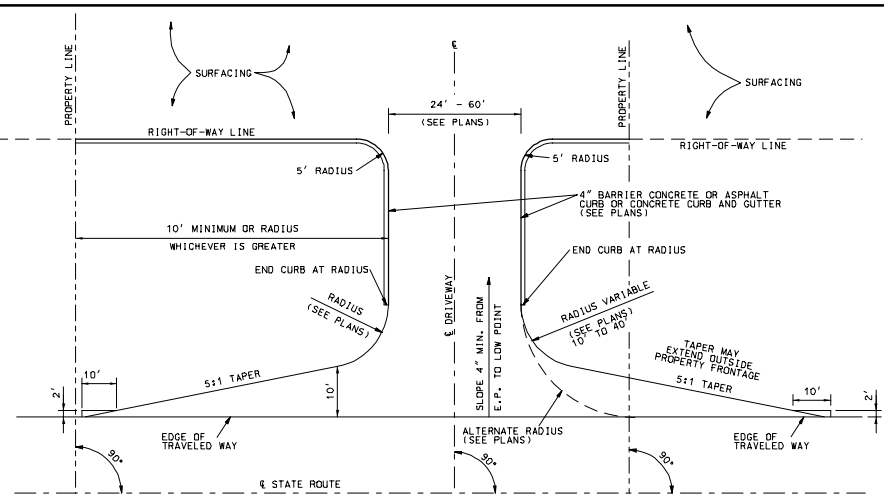 SURFACING
PROPERTY LINE
℄
PROPERTY LINE
SURFACING
24' - 60'
(SEE PLANS)
RIGHT-OF-WAY LINE
RIGHT-OF-WAY LINE
5' RADIUS
5' RADIUS
4" BARRIER CONCRETE OR ASPHALT
CURB OR CONCRETE CURB AND GUTTER
(SEE PLANS)
10' MINIMUM OR RADIUS
WHICHEVER IS GREATER
END CURB AT RADIUS
END CURB AT RADIUS
RADIUS
(SEE PLANS)
℄ DRIVEWAY
SLOPE 4" MIN. FROM
E.P. TO LOW POINT
RADIUS VARIABLE
(SEE PLANS)
10' TO 40'
TAPER MAY
EXTEND OUTSIDE
PROPERTY FRONTAGE
10'
5:1 TAPER
10'
5:1 TAPER
10'
2'
2'
EDGE OF
TRAVELED WAY
ALTERNATE RADIUS
(SEE PLANS)
EDGE OF
TRAVELED WAY
90°
90°
90°
℄ STATE ROUTE